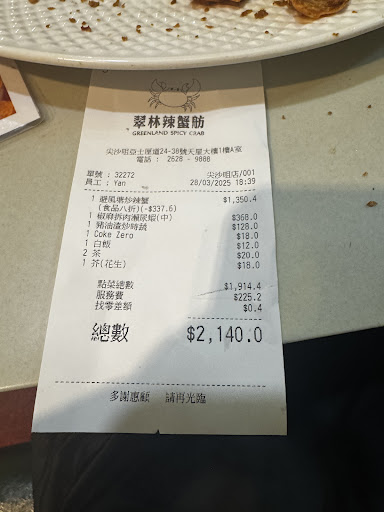 翠林辣蟹舫
GREENLAND SPICY CRAB
尖沙咀亞士厘道24-38號天星大樓1樓A室
電話 : 2628 - 9888
單號 : 32272 尖沙咀店/001
員工 : Yan 28/03/2025 18:39
1 避風塘炒辣蟹 $1,350.4
(食品八折)(-$337.6)
1 椒麻拆肉瀨尿蝦(中) $368.0
1 豬油渣炒時蔬 $128.0
1 Coke Zero $18.0
1 白飯 $12.0
2 茶 $20.0
1 芥(花生) $18.0
點菜總數 $1,914.4
服務費 $225.2
找零差額 $0.4
總數 $2,140.0
多謝惠顧 請再光臨